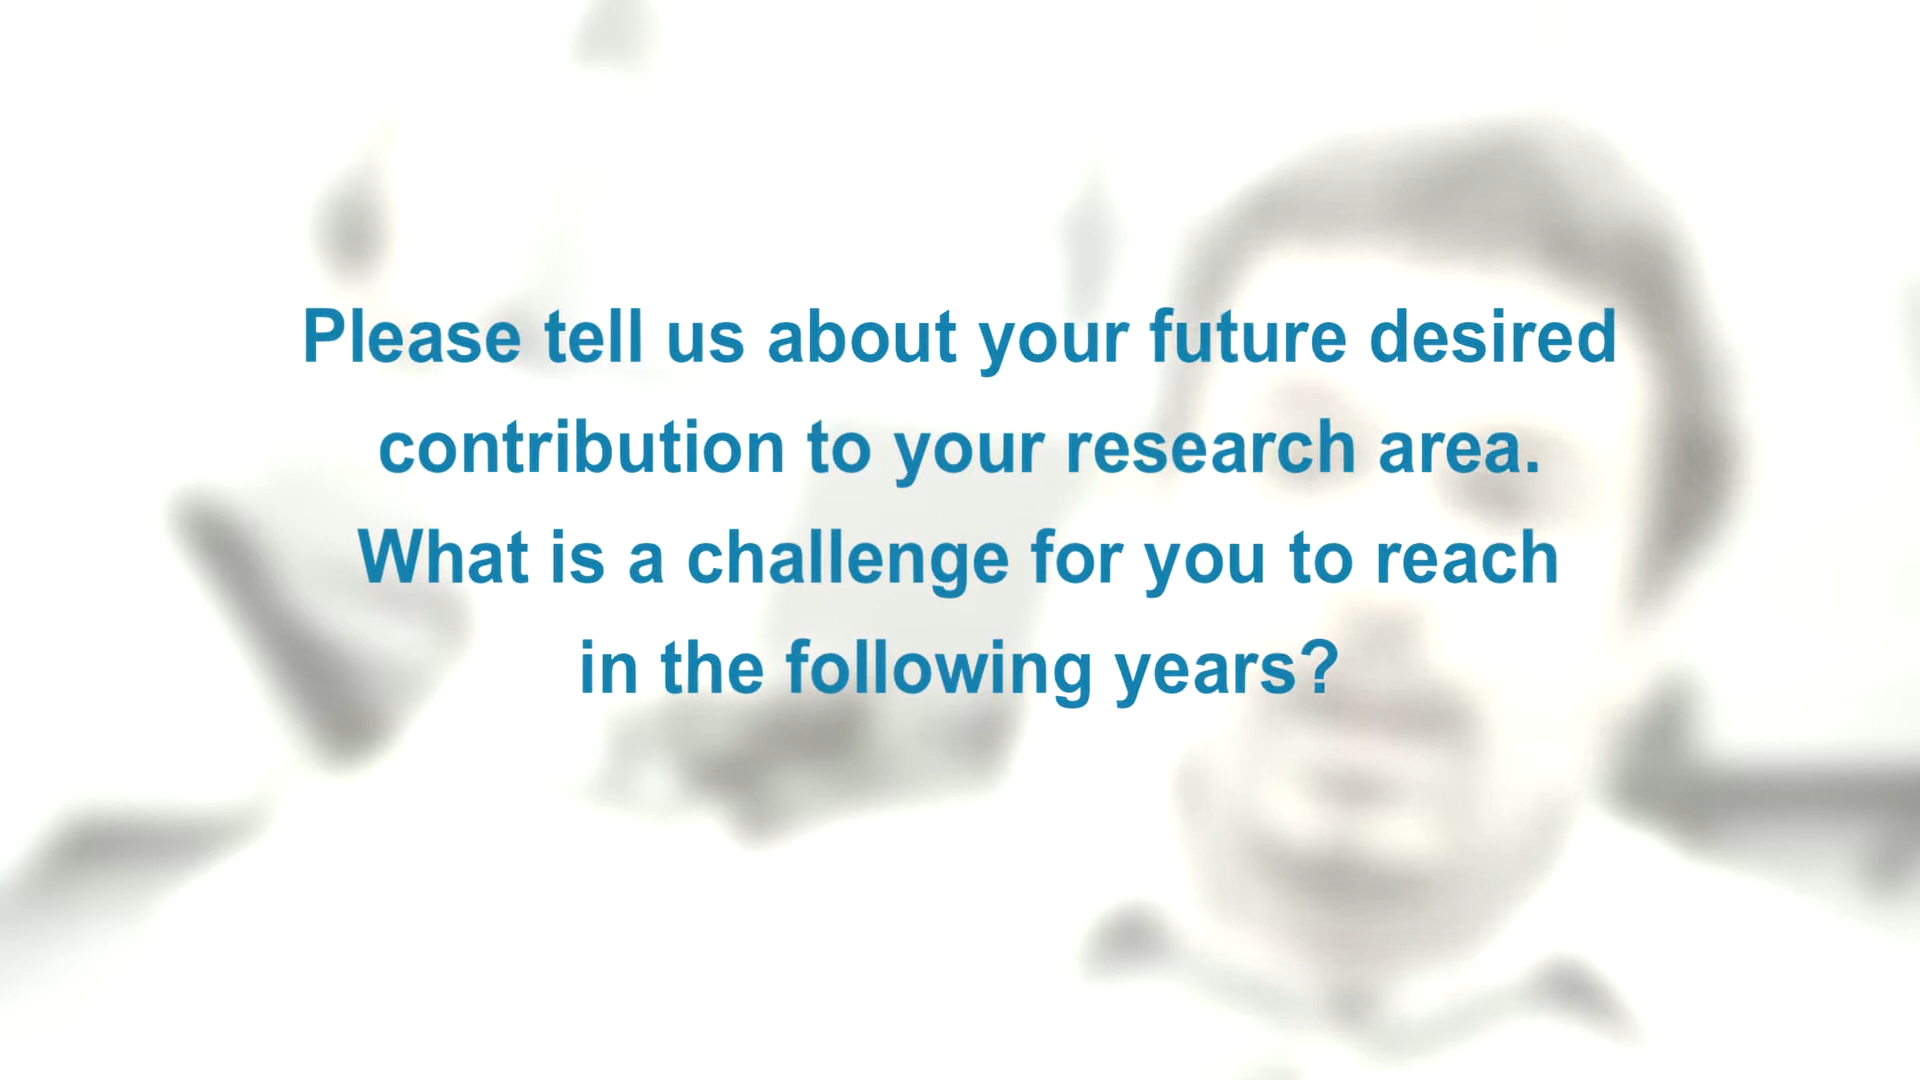 Please tell us about your future desired
contribution to your research area.
What is a challenge for you to reach
in the following years?